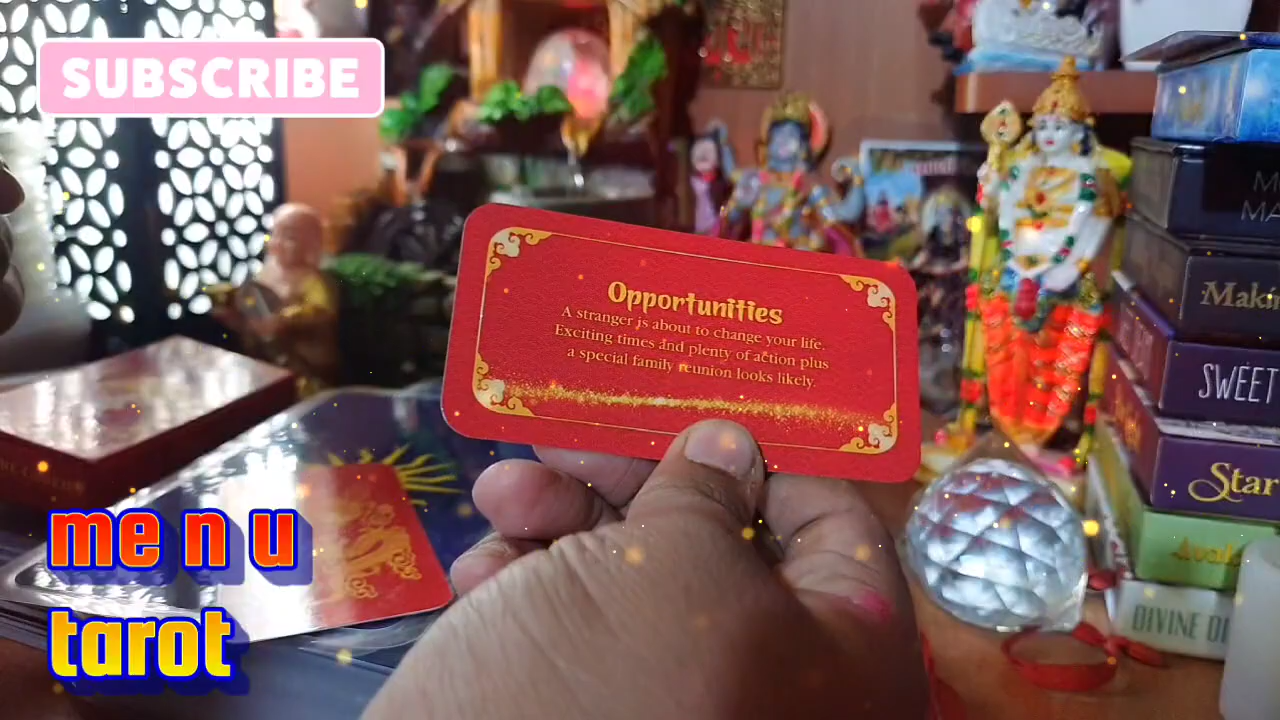 SUBSCRIBE
Opportunities
A stranger is about to change your life.
Exciting times and plenty of action plus
a special family reunion looks likely.
me n u
tarot
SWEET
Star
DIVINE